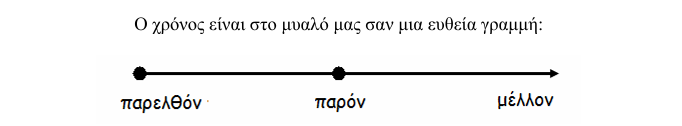 Ο χρόνος είναι στο μυαλό μας σαν μια ευθεία γραμμή:
παρελθόν παρόν μέλλον